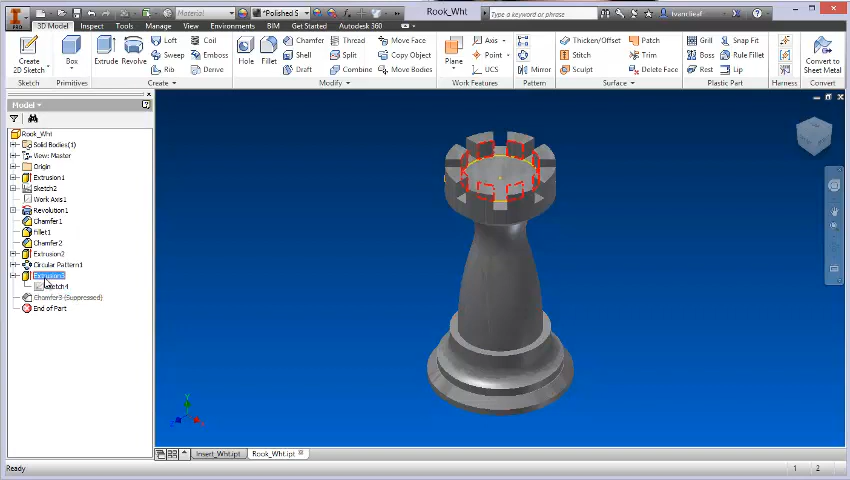 PRO
Material
*Polished S
Rook_Wht
Type a keyword or phrase
3D Model Inspect Tools Manage View Environments BIM Get Started Autodesk 360
Create 2D Sketch
Sketch
Box
Primitives
Extrude Revolve
Loft Coil
Sweep Emboss
Rib Derive
Create
Hole Fillet
Chamfer Thread Move Face
Shell Split Copy Object
Draft Combine Move Bodies
Modify
Plane
Axis
Point
UCS
Work Features
Mirror
Pattern
Thicken/Offset Patch
Stitch Trim
Sculpt Delete Face
Surface
Grill Snap Fit
Boss Rule Fillet
Rest Lip
Plastic Part
Harness
Convert to Sheet Metal
Convert
Model
Rook_Wht
Solid Bodies(1)
View: Master
Origin
Extrusion1
Sketch2
Work Axis1
Revolution1
Chamfer1
Fillet1
Chamfer2
Extrusion2
Circular Pattern1
Extrusion3
Chamfer3 (Suppressed)
End of Part
Insert_Wht.ipt
Rook_Wht.ipt
Ready
1 2